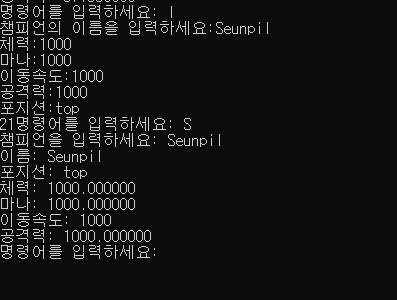 명령어를 입력하세요: I
챔피언의 이름을 입력하세요:Seunpil
체력:1000
마나:1000
이동속도:1000
공격력:1000
포지션:top
21명령어를 입력하세요: S
챔피언을 입력하세요: Seunpil
이름: Seunpil
포지션: top
체력: 1000.000000
마나: 1000.000000
이동속도: 1000
공격력: 1000.000000
명령어를 입력하세요: